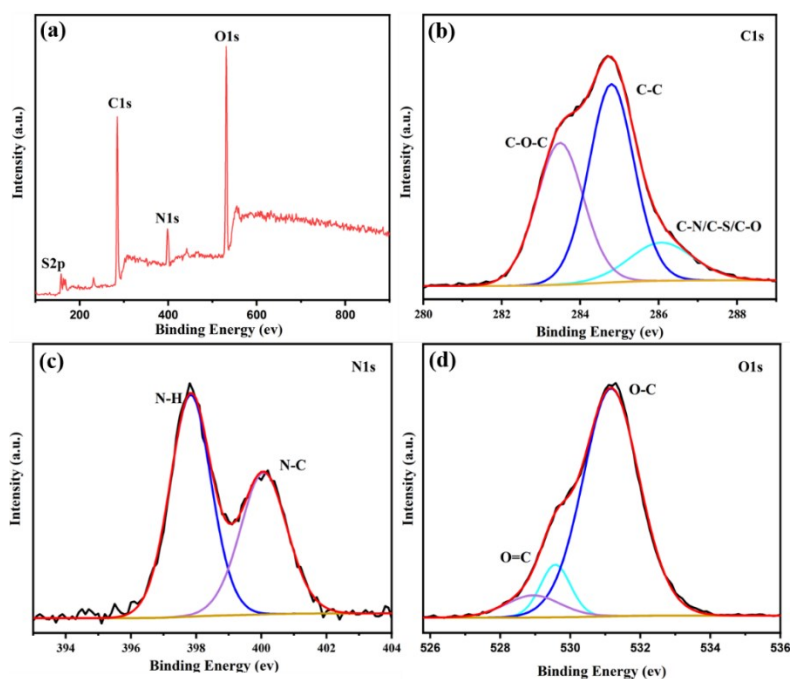 (a)
O1s
C1s
N1s
S2p
Intensity (a.u.)
200 400 600 800
Binding Energy (ev)
(b)
C1s
C-C
C-O-C
C-N/C-S/C-O
Intensity (a.u.)
280 282 284 286 288
Binding Energy (ev)
(c)
N1s
N-H
N-C
Intensity (a.u.)
394 396 398 400 402 404
Binding Energy (ev)
(d)
O1s
O-C
O=C
Intensity (a.u.)
526 528 530 532 534 536
Binding Energy (ev)